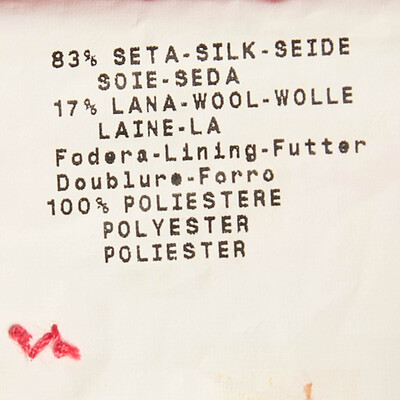 83% SETA-SILK-SEIDE
SOIE-SEDA
17% LANA-WOOL-WOLLE
LAINE-LA
Fodera-Lining-Futter
Doublure-Forro
100% POLIESTERE
POLYESTER
POLIESTER